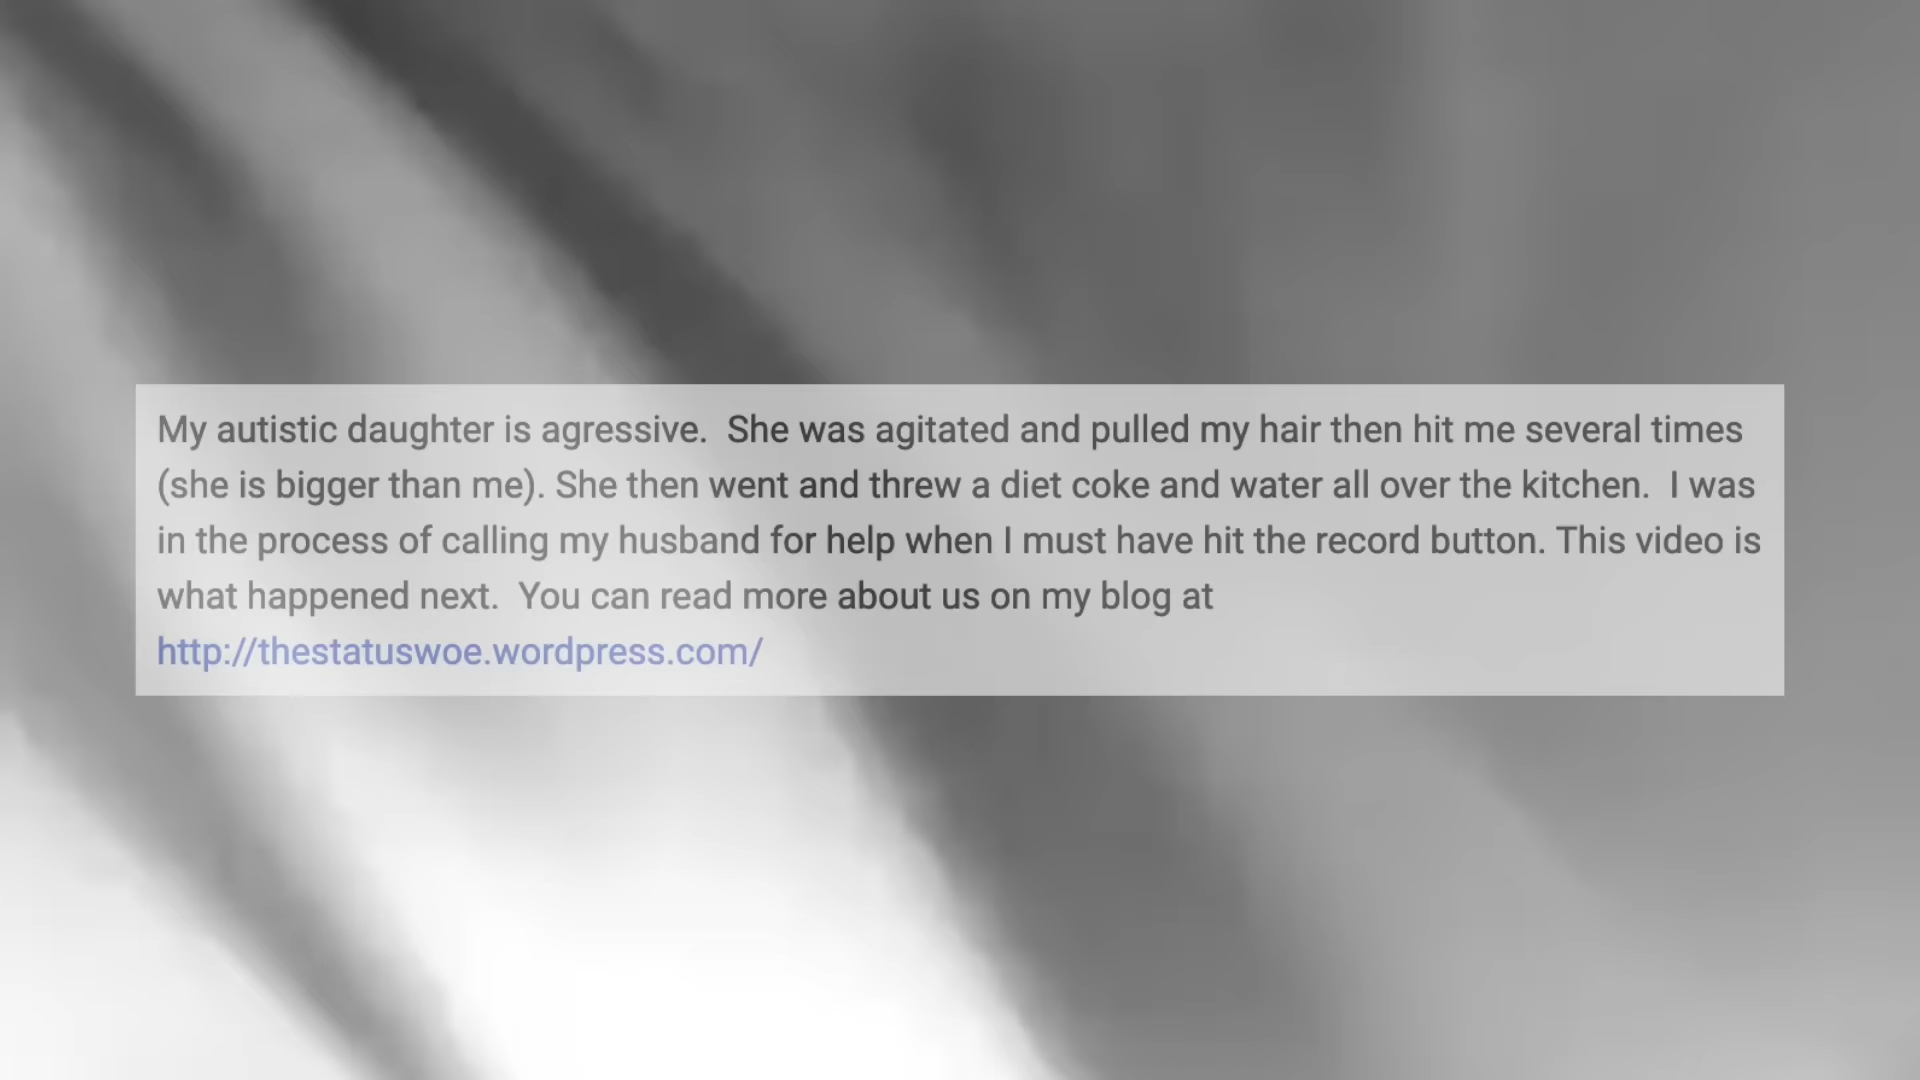 My autistic daughter is agressive.  She was agitated and pulled my hair then hit me several times
(she is bigger than me). She then went and threw a diet coke and water all over the kitchen.  I was
in the process of calling my husband for help when I must have hit the record button. This video is
what happened next.  You can read more about us on my blog at
http://thestatuswoe.wordpress.com/